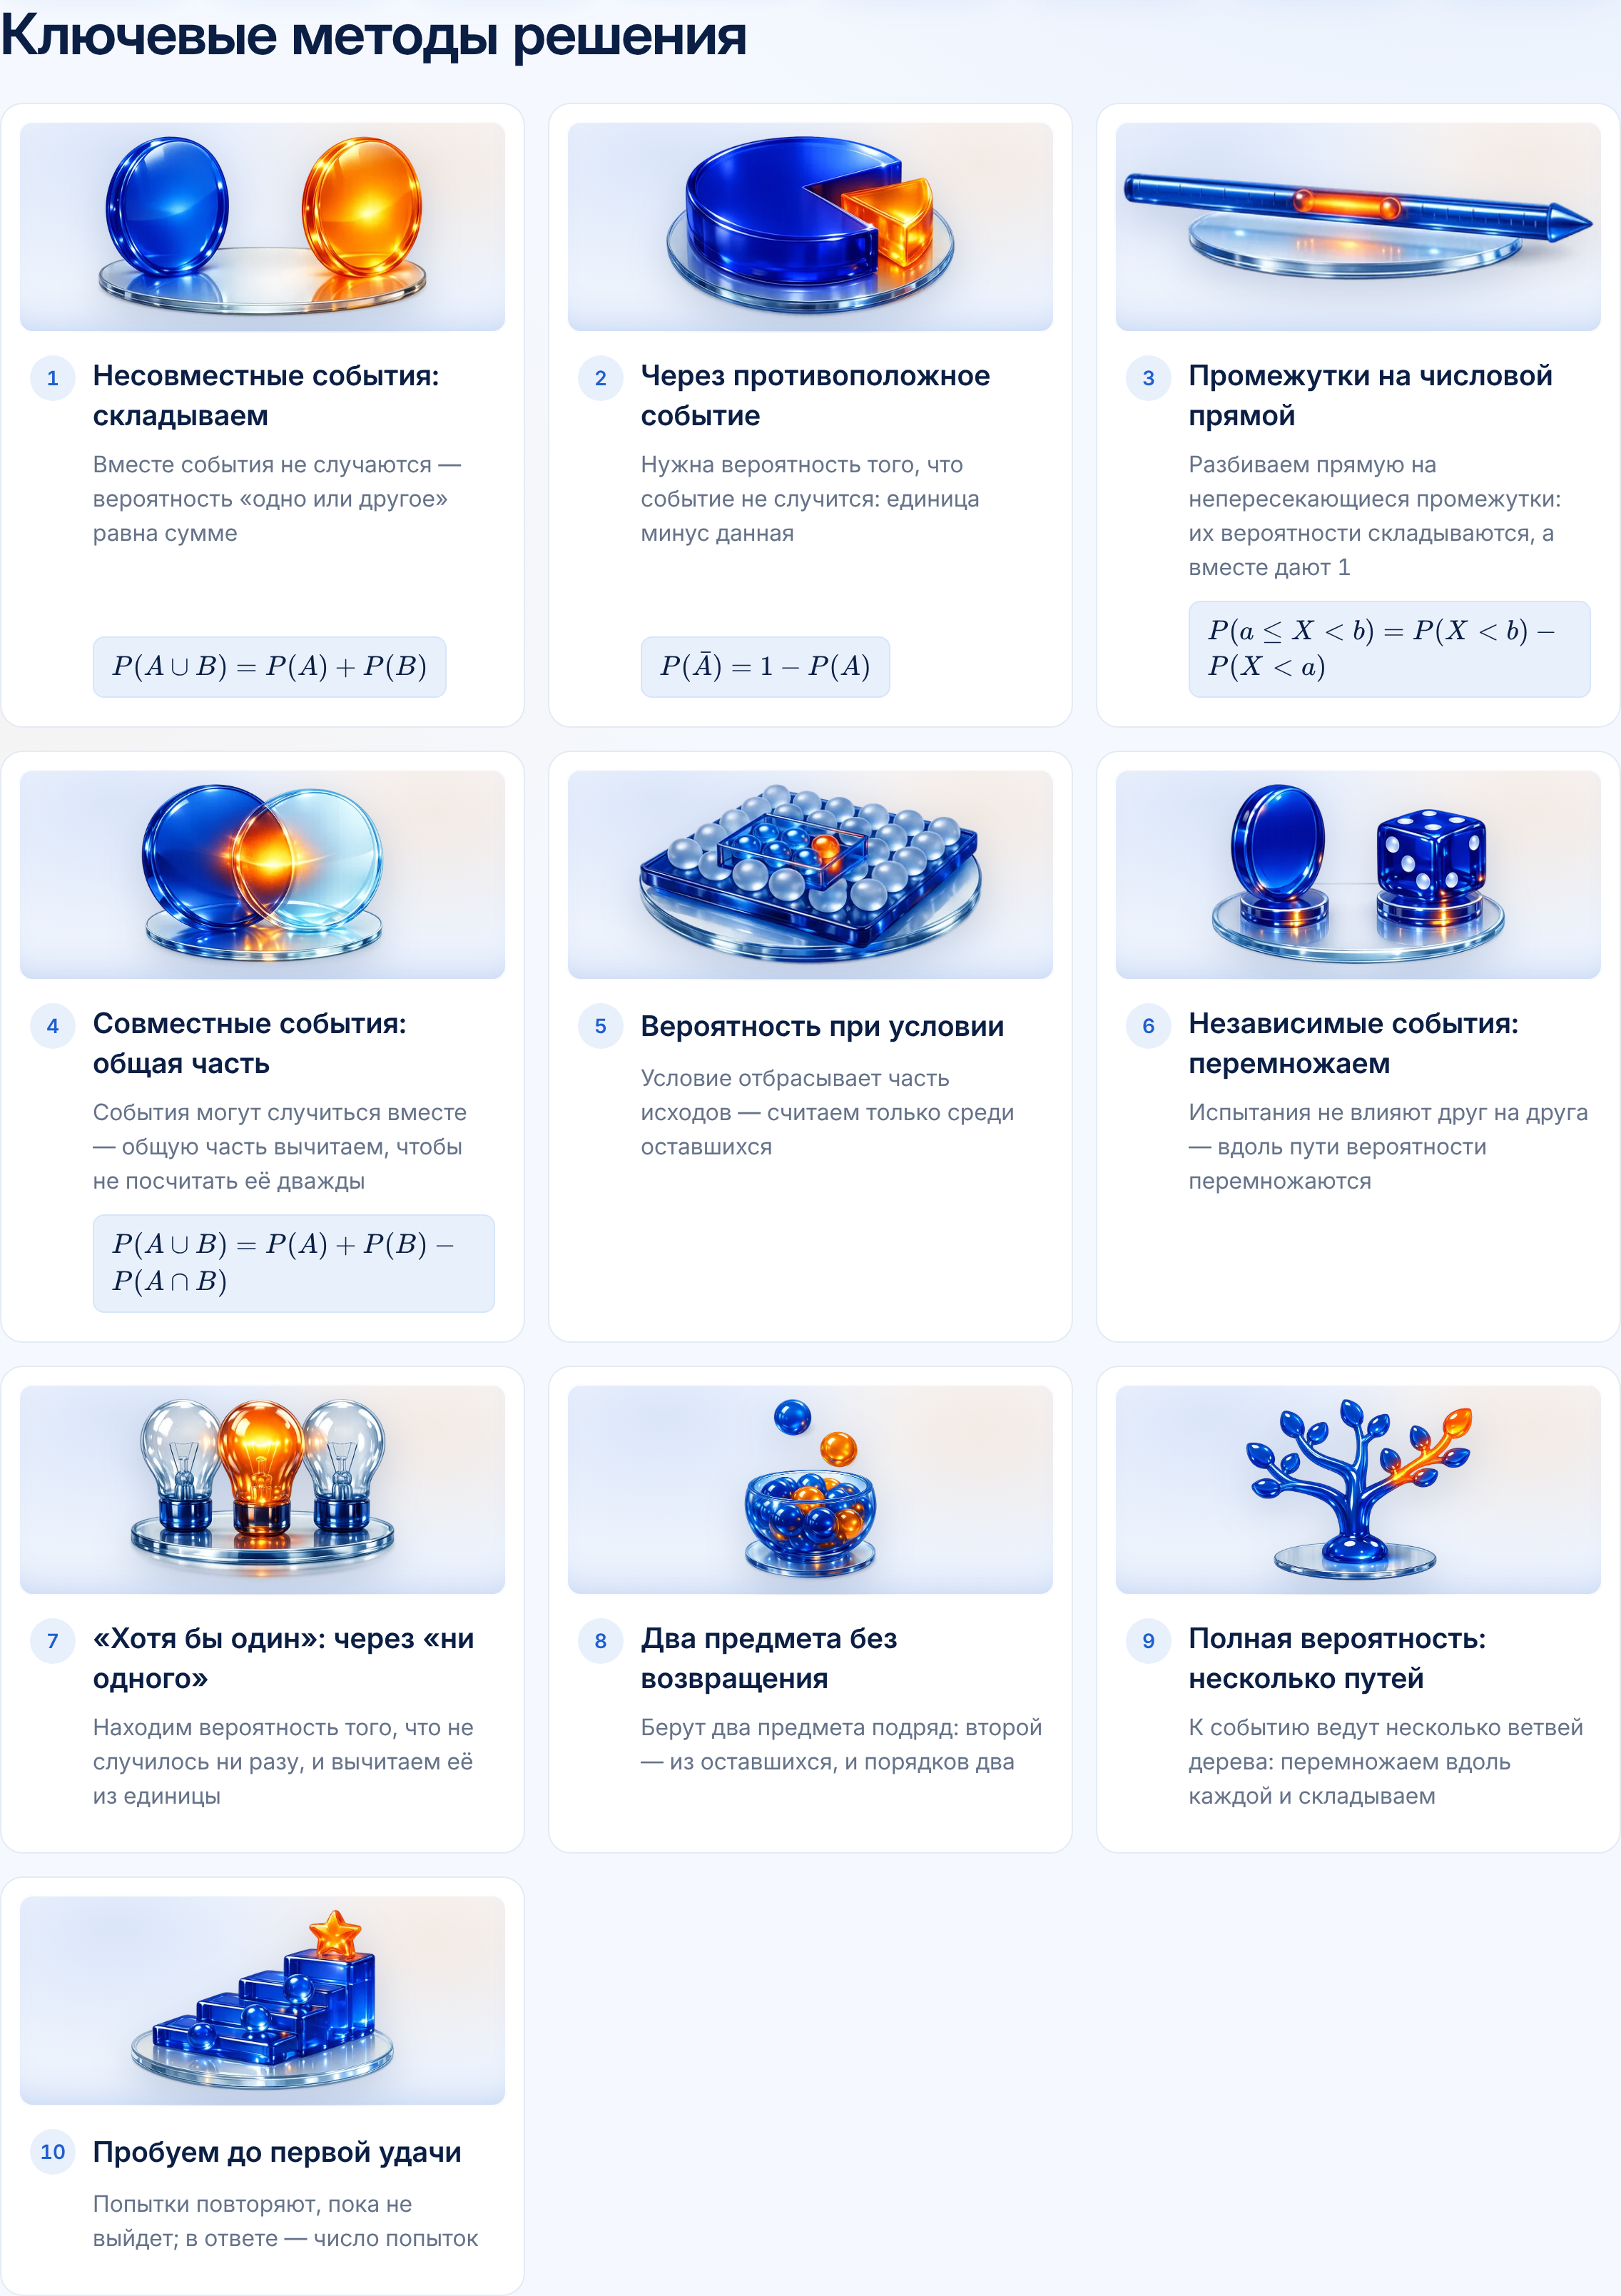 Ключевые методы решения
1
Несовместные события:
складываем
Вместе события не случаются —
вероятность «одно или другое»
равна сумме
P(A ∪ B) = P(A) + P(B)
2
Через противоположное
событие
Нужна вероятность того, что
событие не случится: единица
минус данная
P(Ā) = 1 − P(A)
3
Промежутки на числовой
прямой
Разбиваем прямую на
непересекающиеся промежутки:
их вероятности складываются, а
вместе дают 1
P(a ≤ X < b) = P(X < b) −
P(X < a)
4
Совместные события:
общая часть
События могут случиться вместе
— общую часть вычитаем, чтобы
не посчитать её дважды
P(A ∪ B) = P(A) + P(B) −
P(A ∩ B)
5
Вероятность при условии
Условие отбрасывает часть
исходов — считаем только среди
оставшихся
6
Независимые события:
перемножаем
Испытания не влияют друг на друга
— вдоль пути вероятности
перемножаются
7
«Хотя бы один»: через «ни
одного»
Находим вероятность того, что не
случилось ни разу, и вычитаем её
из единицы
8
Два предмета без
возвращения
Берут два предмета подряд: второй
— из оставшихся, и порядков два
9
Полная вероятность:
несколько путей
К событию ведут несколько ветвей
дерева: перемножаем вдоль
каждой и складываем
10
Пробуем до первой удачи
Попытки повторяют, пока не
выйдет; в ответе — число попыток